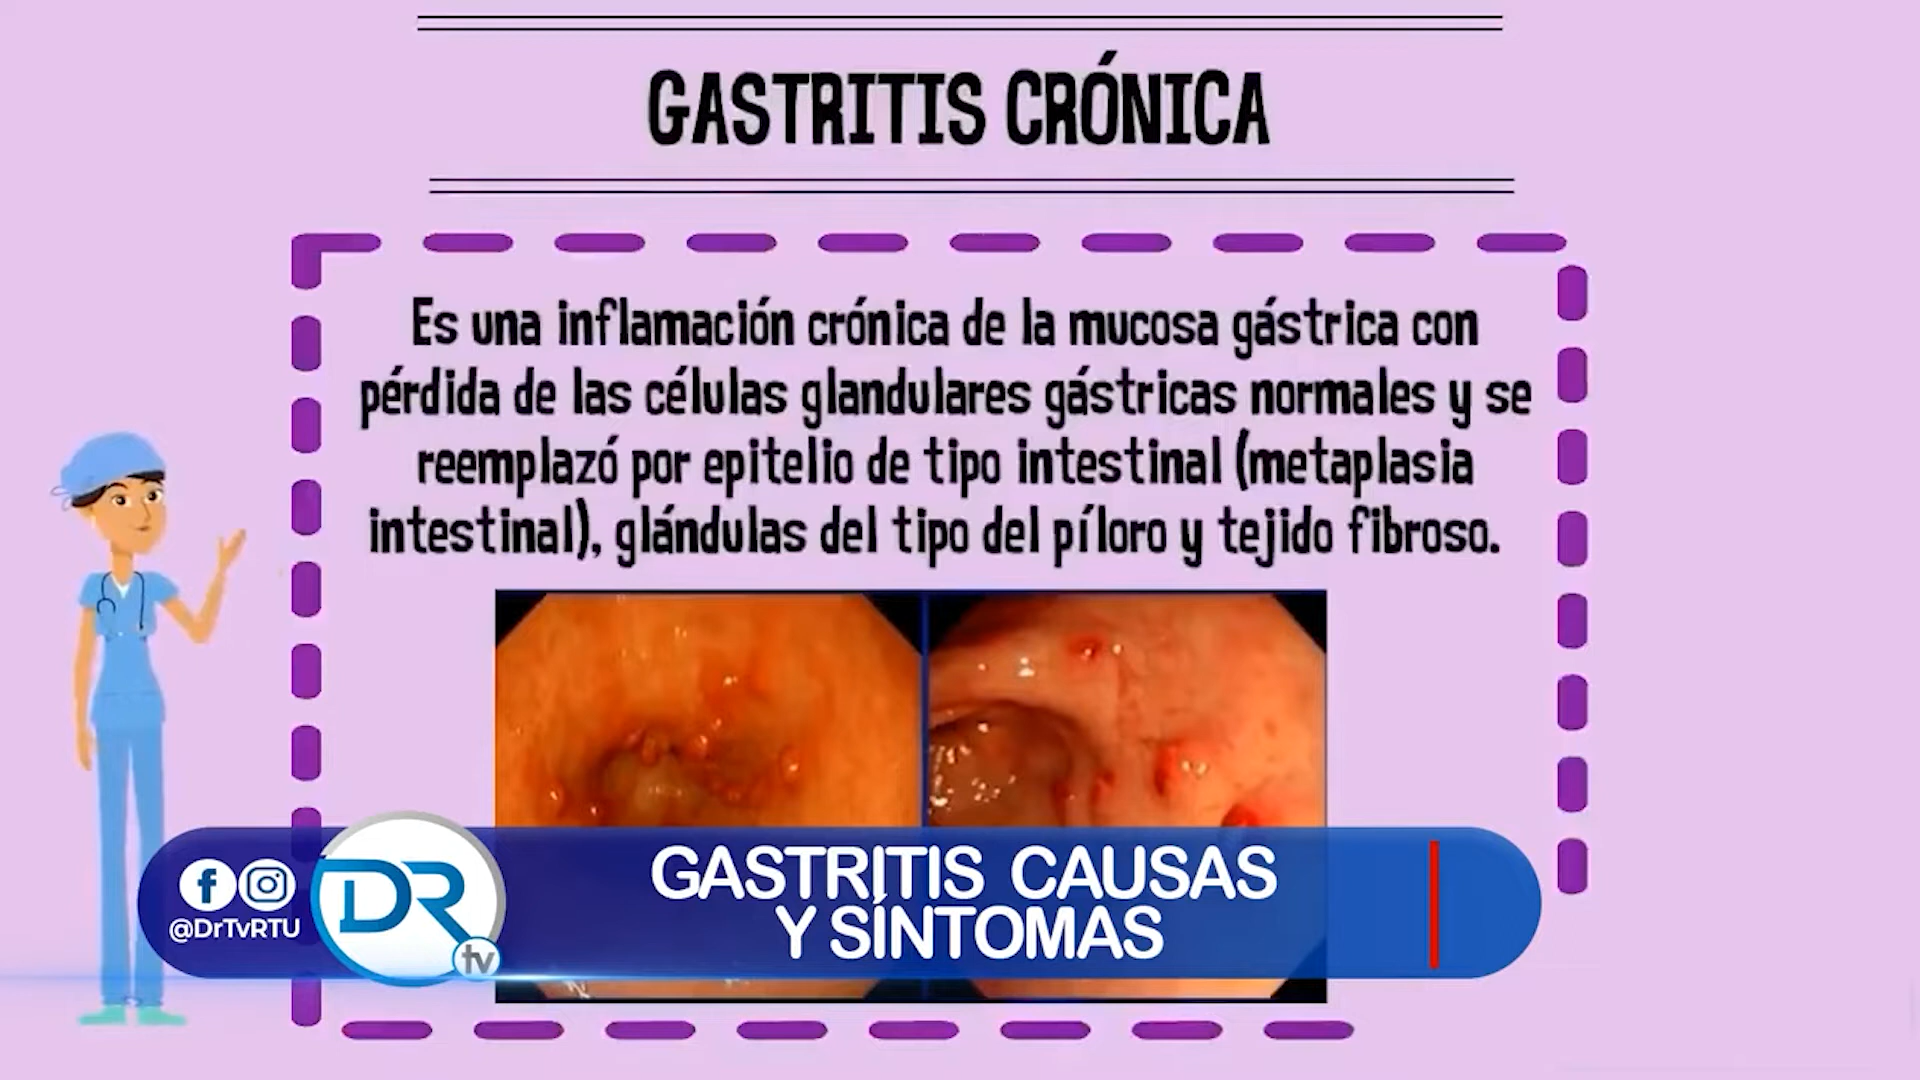 GASTRITIS CRÓNICA
Es una inflamación crónica de la mucosa gástrica con
pérdida de las células glandulares gástricas normales y se
reemplazó por epitelio de tipo intestinal (metaplasia
intestinal), glándulas del tipo del píloro y tejido fibroso.
GASTRITIS CAUSAS
Y SÍNTOMAS
@DrTvRTU
DR
tv